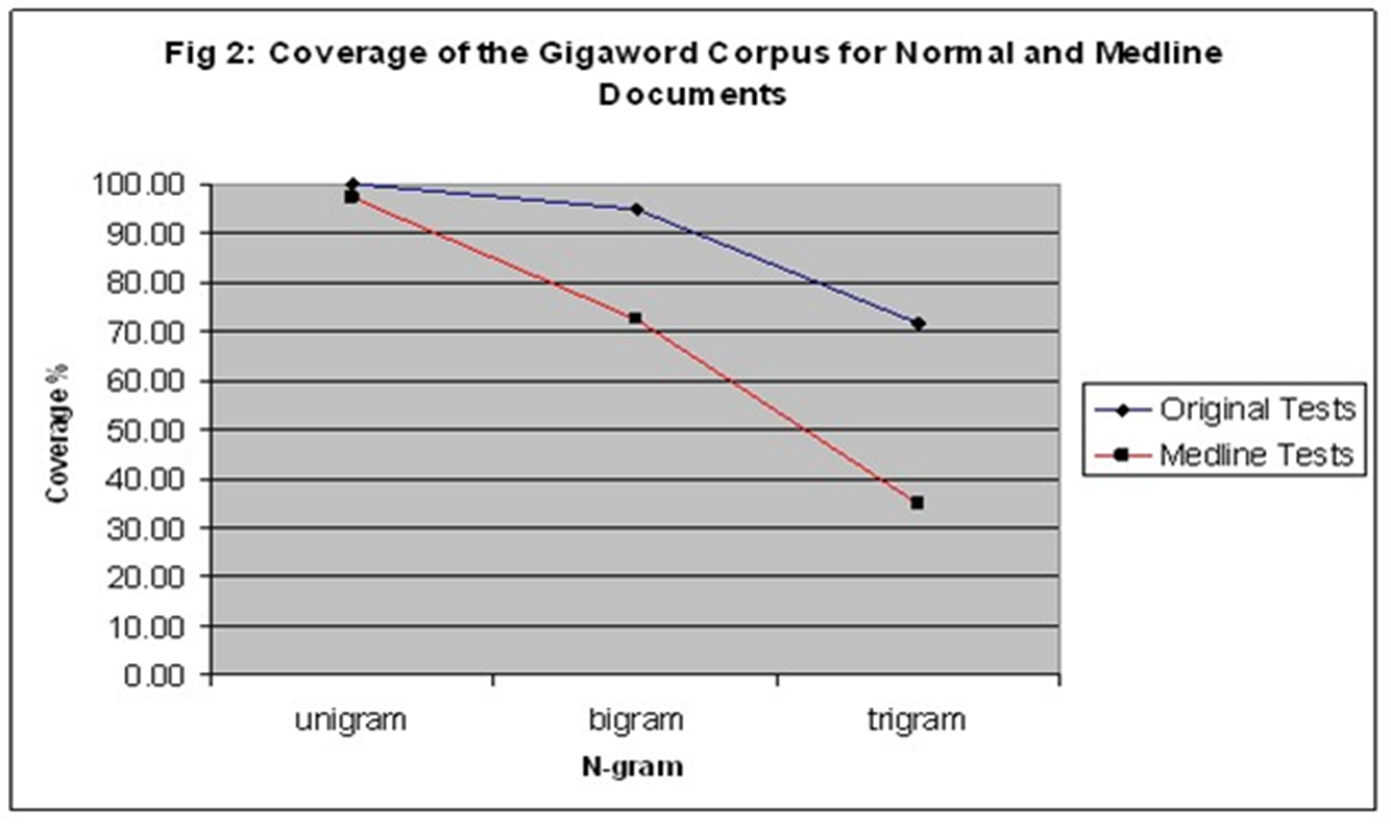 Fig 2: Coverage of the Gigaword Corpus for Normal and Medline
Documents
100.00
90.00
80.00
70.00
60.00
50.00
40.00
30.00
20.00
10.00
0.00
Coverage %
unigram
bigram
trigram
N-gram
Original Tests
Medline Tests